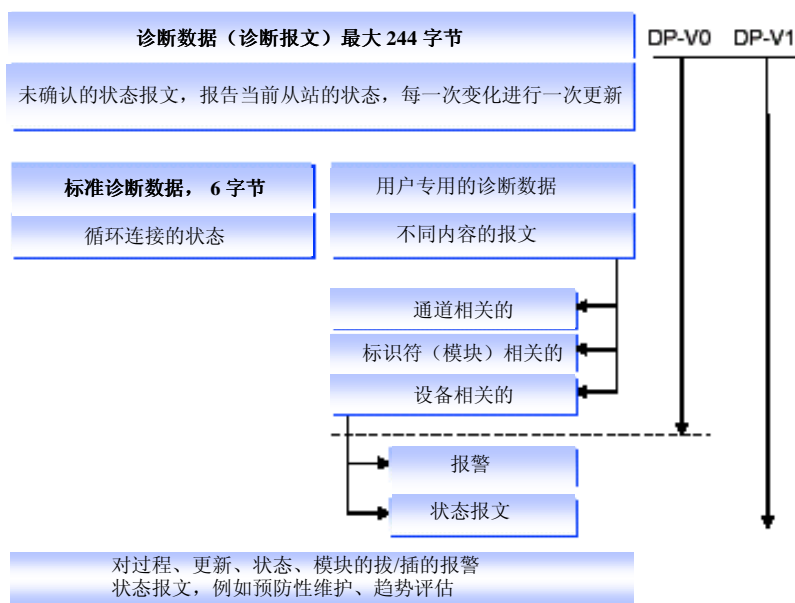 诊断数据（诊断报文）最大 244 字节
DP-V0 DP-V1
未确认的状态报文，报告当前从站的状态，每一次变化进行一次更新
标准诊断数据， 6 字节
用户专用的诊断数据
循环连接的状态
不同内容的报文
通道相关的
标识符（模块）相关的
设备相关的
报警
状态报文
对过程、更新、状态、模块的拔/插的报警
状态报文，例如预防性维护、趋势评估